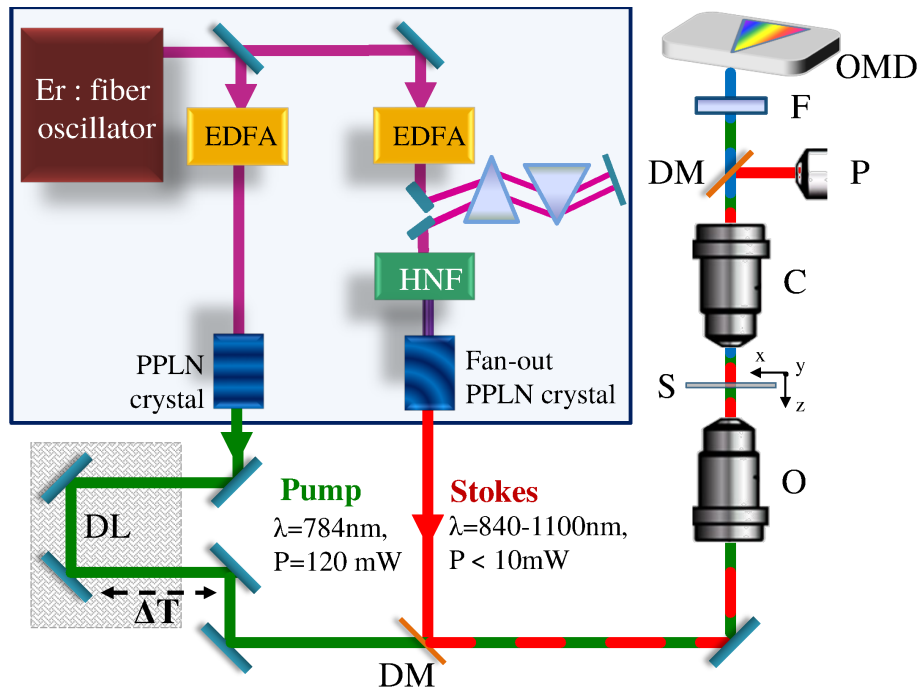 Er : fiber
oscillator
EDFA
EDFA
HNF
PPLN
crystal
Fan-out
PPLN crystal
OMD
F
DM
P
C
x
y
z
S
O
DL
ΔT
Pump
λ=784nm,
P=120 mW
Stokes
λ=840-1100nm,
P < 10mW
DM